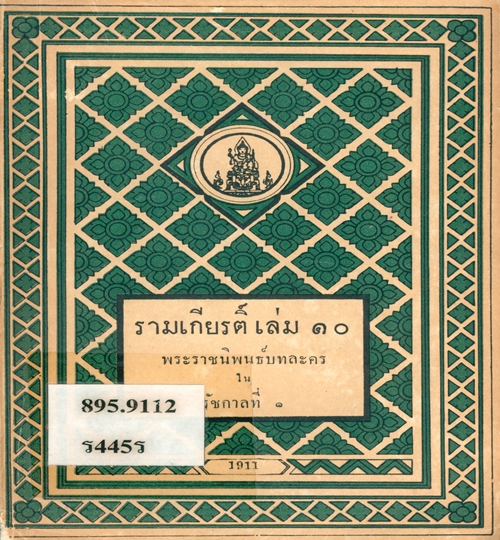 รามเกียรติ์ เล่ม ๑๐
พระราชนิพนธ์บทละคร
ใน
รัชกาลที่ ๑
895.9112
ร445ร
1911